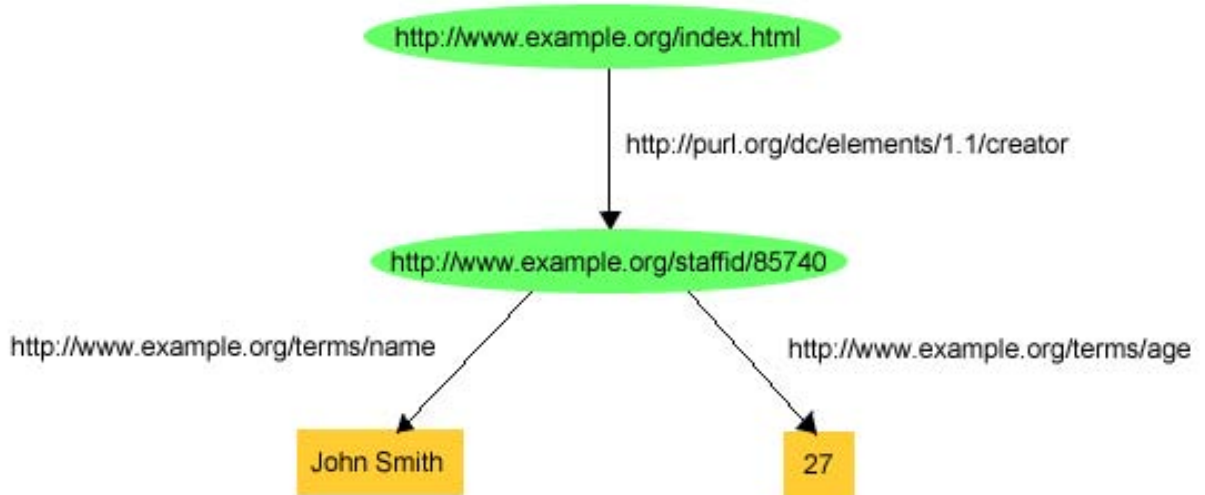 http://www.example.org/index.html
http://purl.org/dc/elements/1.1/creator
http://www.example.org/staffid/85740
http://www.example.org/terms/name
http://www.example.org/terms/age
John Smith
27